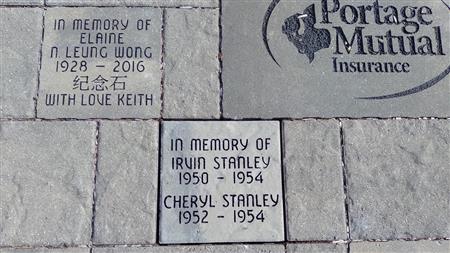 IN MEMORY OF
ELAINE
N LEUNG WONG
1928 – 2016
纪念石
WITH LOVE KEITH
Portage
Mutual
Insurance
IN MEMORY OF
IRVIN STANLEY
1950 - 1954
CHERYL STANLEY
1952 - 1954